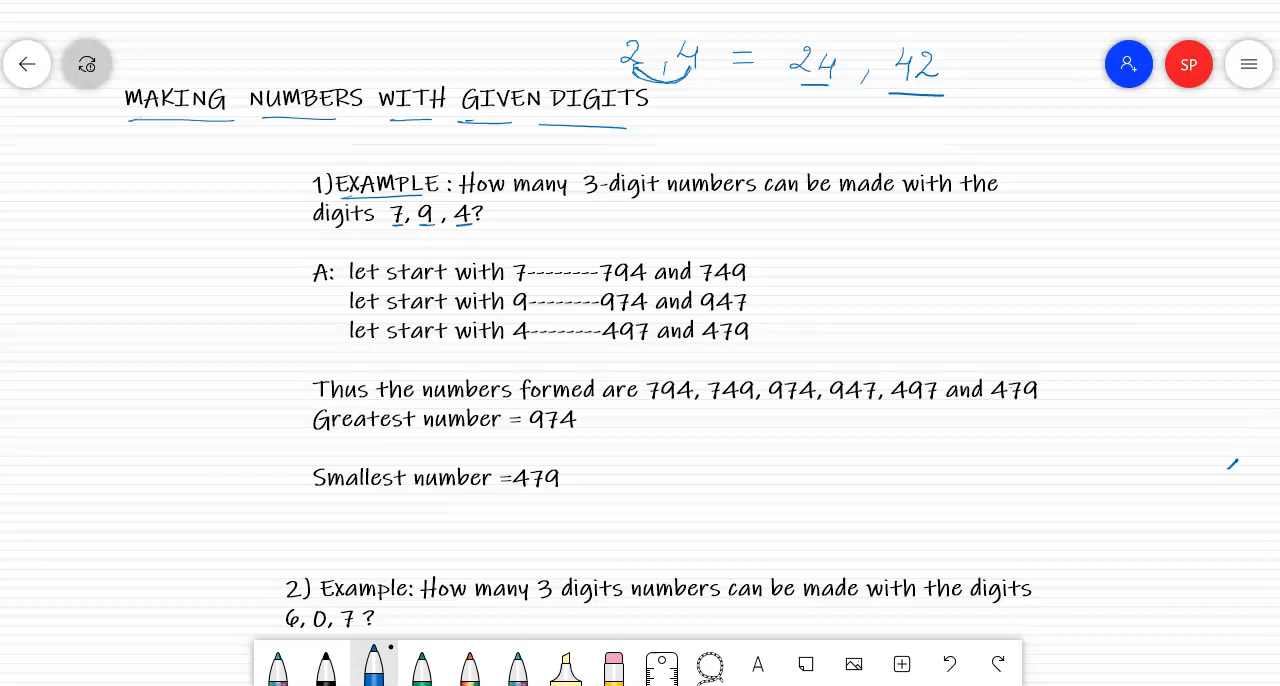 2, 4 = 24, 42
SP
MAKING NUMBERS WITH GIVEN DIGITS
1)EXAMPLE : How many 3-digit numbers can be made with the
digits 7, 9 , 4?
A: let start with 7--------794 and 749
let start with 9--------974 and 947
let start with 4--------497 and 479
Thus the numbers formed are 794, 749, 974, 947, 497 and 479
Greatest number = 974
Smallest number =479
2) Example: How many 3 digits numbers can be made with the digits
6, 0, 7 ?
A